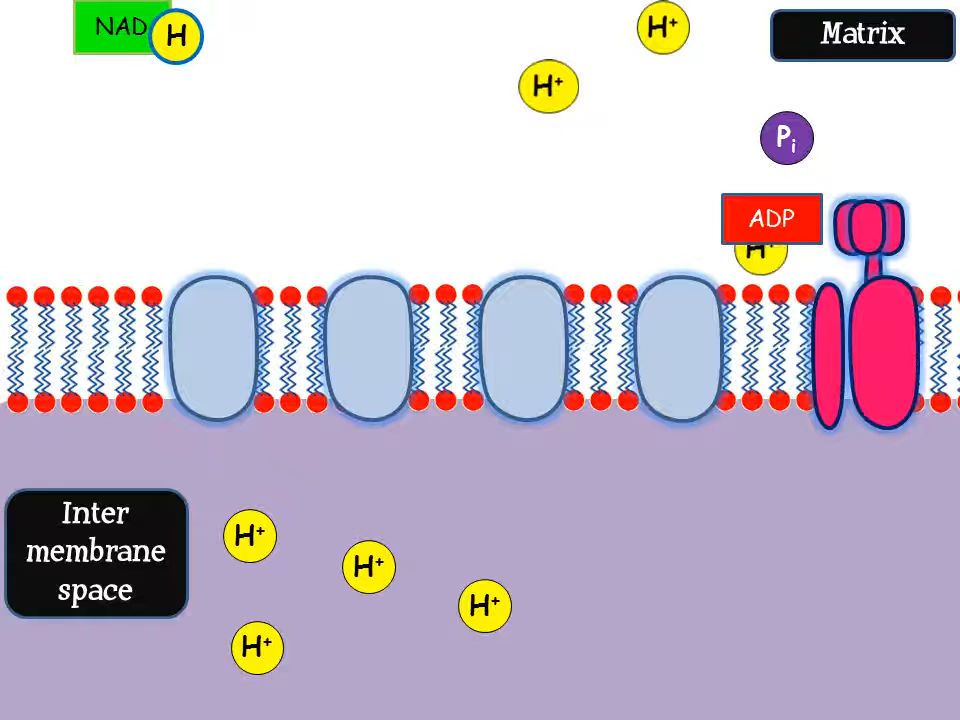 NAD H
H⁺
Matrix
H⁺
Pᵢ
ADP
H⁺
Inter
membrane
space
H⁺
H⁺
H⁺
H⁺